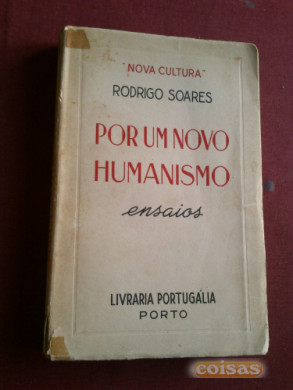 "NOVA CULTURA"
RODRIGO SOARES
POR UM NOVO
HUMANISMO
ensaios
LIVRARIA PORTUGÁLIA
PORTO
coisas